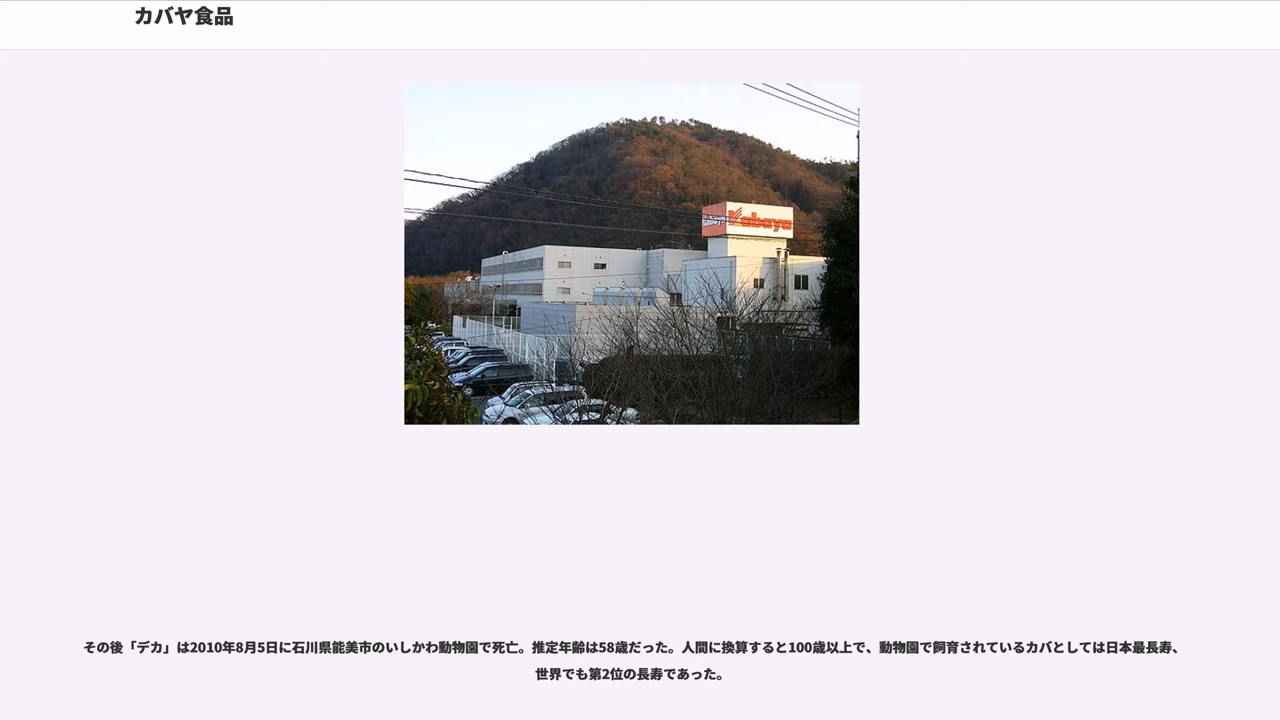 カバヤ食品
Kabaya
その後「デカ」は2010年8月5日に石川県能美市のいしかわ動物園で死亡。推定年齢は58歳だった。人間に換算すると100歳以上で、動物園で飼育されているカバとしては日本最長寿、
世界でも第2位の長寿であった。